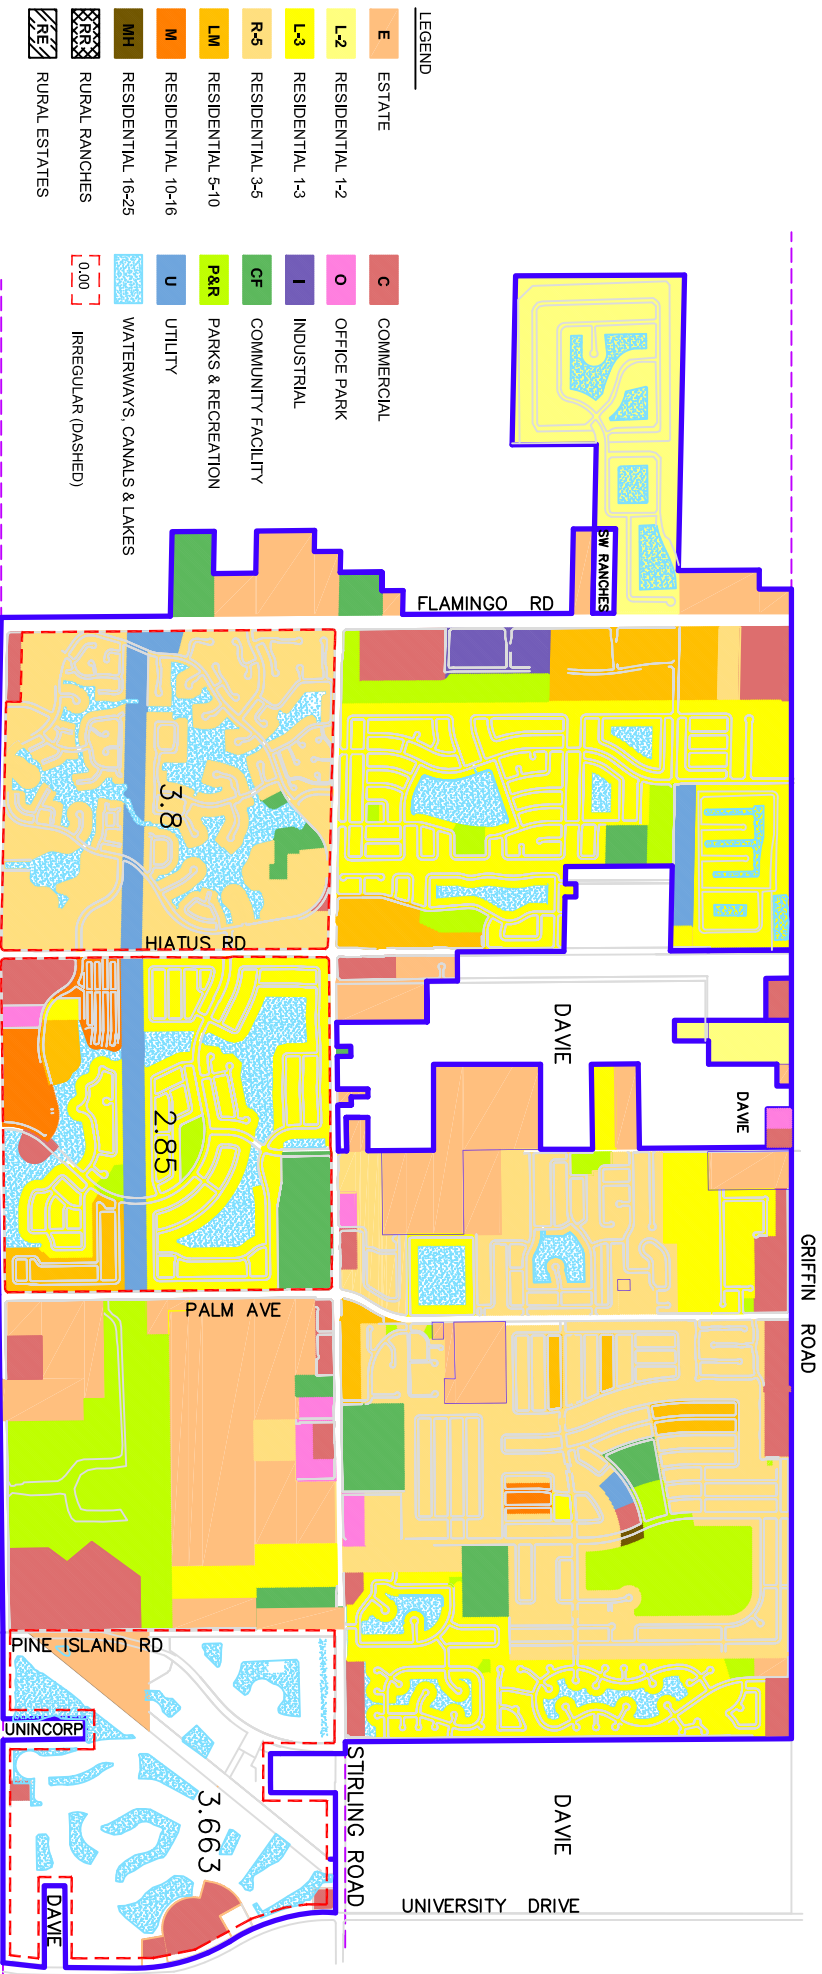 LEGEND
E ESTATE
L-2 RESIDENTIAL 1-2
L-3 RESIDENTIAL 1-3
R-5 RESIDENTIAL 3-5
LM RESIDENTIAL 5-10
M RESIDENTIAL 10-16
MH RESIDENTIAL 16-25
RR RURAL RANCHES
RE RURAL ESTATES
C COMMERCIAL
O OFFICE PARK
I INDUSTRIAL
CF COMMUNITY FACILITY
P&R PARKS & RECREATION
U UTILITY
WATERWAYS, CANALS & LAKES
0.00 IRREGULAR (DASHED)
SW RANCHES
FLAMINGO RD
3.8
HIATUS RD
DAVIE
DAVIE
2.85
GRIFFIN ROAD
PALM AVE
PINE ISLAND RD
UNINCORP
3.663
STIRLING ROAD
DAVIE
UNIVERSITY DRIVE
DAVIE